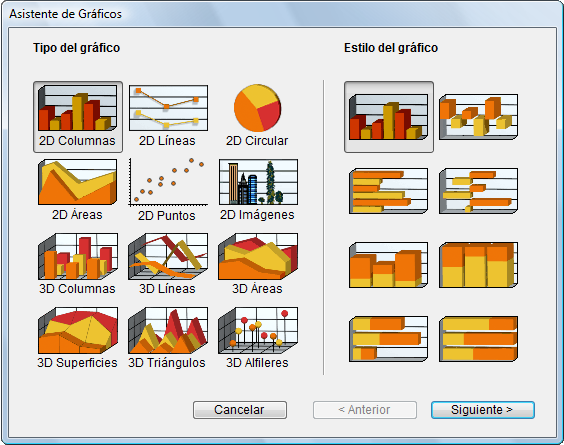 Asistente de Gráficos
Tipo del gráfico
Estilo del gráfico
2D Columnas
2D Líneas
2D Circular
2D Áreas
2D Puntos
2D Imágenes
3D Columnas
3D Líneas
3D Áreas
3D Superficies
3D Triángulos
3D Alfileres
Cancelar
< Anterior
Siguiente >